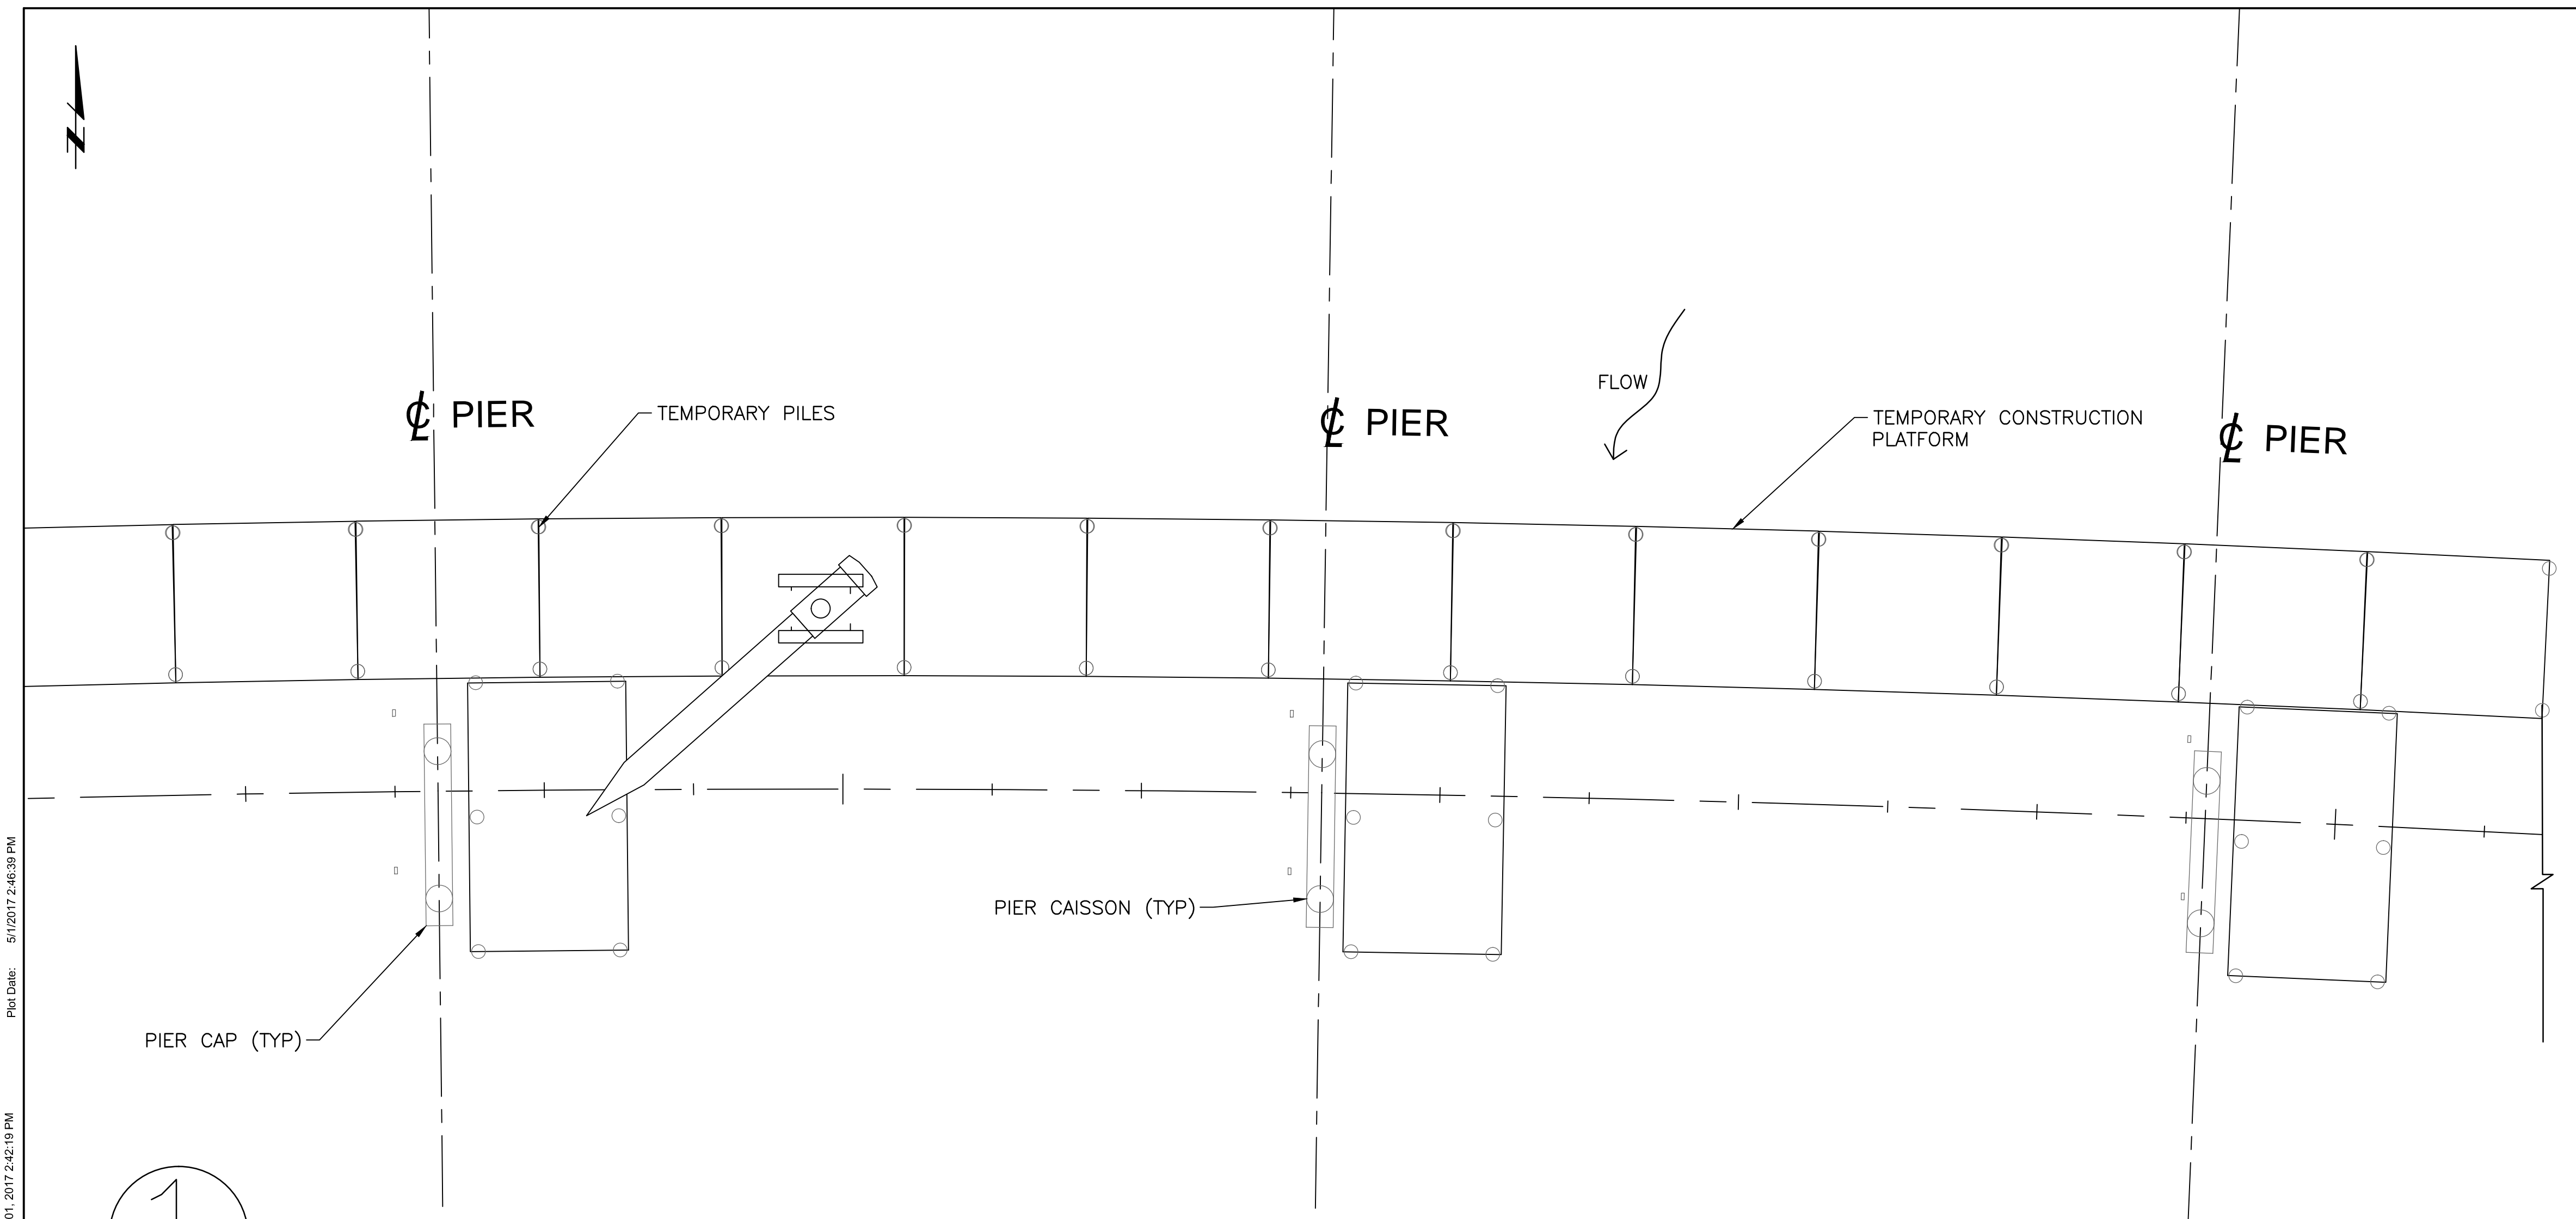 N
℄ PIER
TEMPORARY PILES
℄ PIER
FLOW
TEMPORARY CONSTRUCTION
PLATFORM
℄ PIER
PIER CAISSON (TYP)
PIER CAP (TYP)
1
Plot Date: 5/1/2017 2:46:39 PM
01, 2017 2:42:19 PM